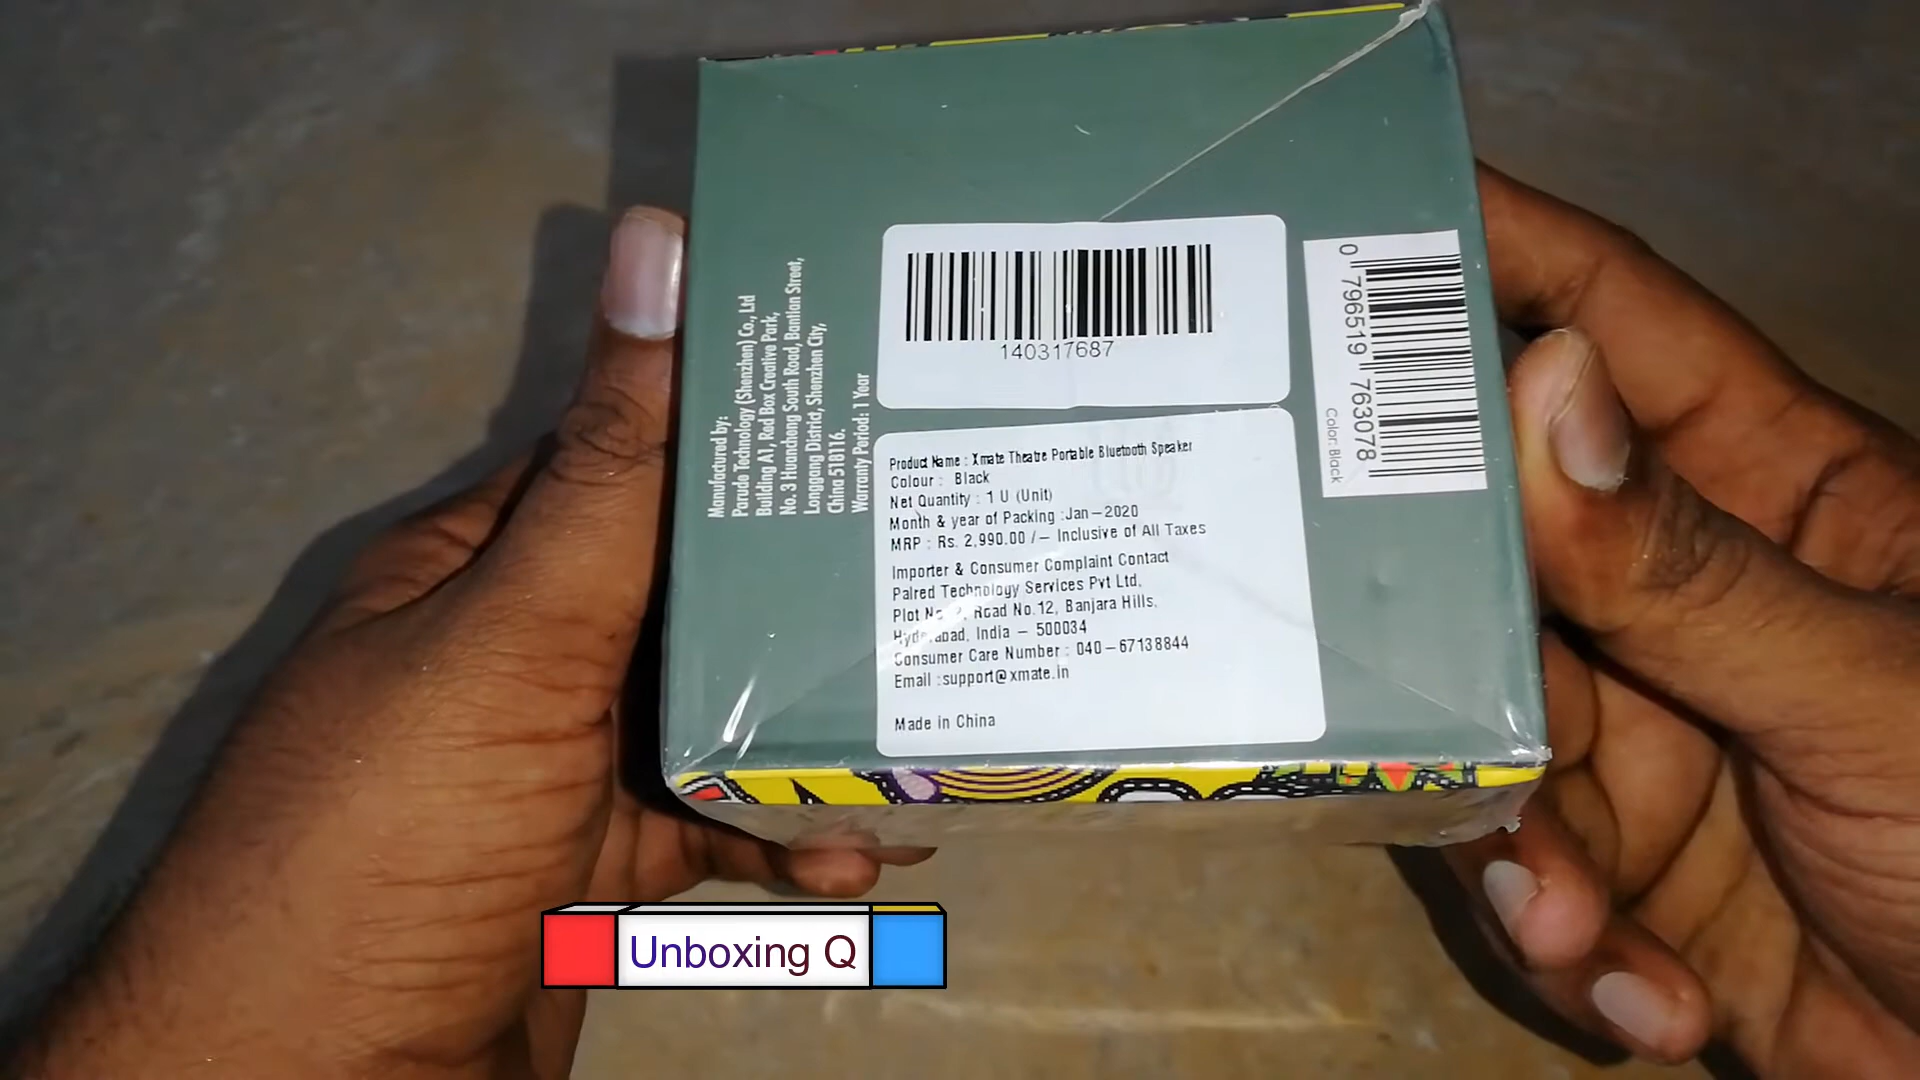 Manufactured by:
Parudo Technology (Shenzhen) Co., Ltd
Building A1, Red Box Creative Park,
No. 3 Huancheng South Road, Bantian Street,
Longgang District, Shenzhen City,
China 518116.
Warranty Period: 1 Year
140317687
Product Name : Xmate Theatre Portable Bluetooth Speaker
Colour : Black
Net Quantity : 1 U (Unit)
Month & year of Packing :Jan-2020
MRP : Rs. 2,990.00 /- Inclusive of All Taxes
Importer & Consumer Complaint Contact
Palred Technology Services Pvt Ltd.
Plot Road No.12, Banjara Hills,
India - 500034
Consumer Care Number : 040-67138844
Email :support@xmate.in
Made in China
0 796519 763078
Color: Black
Unboxing Q